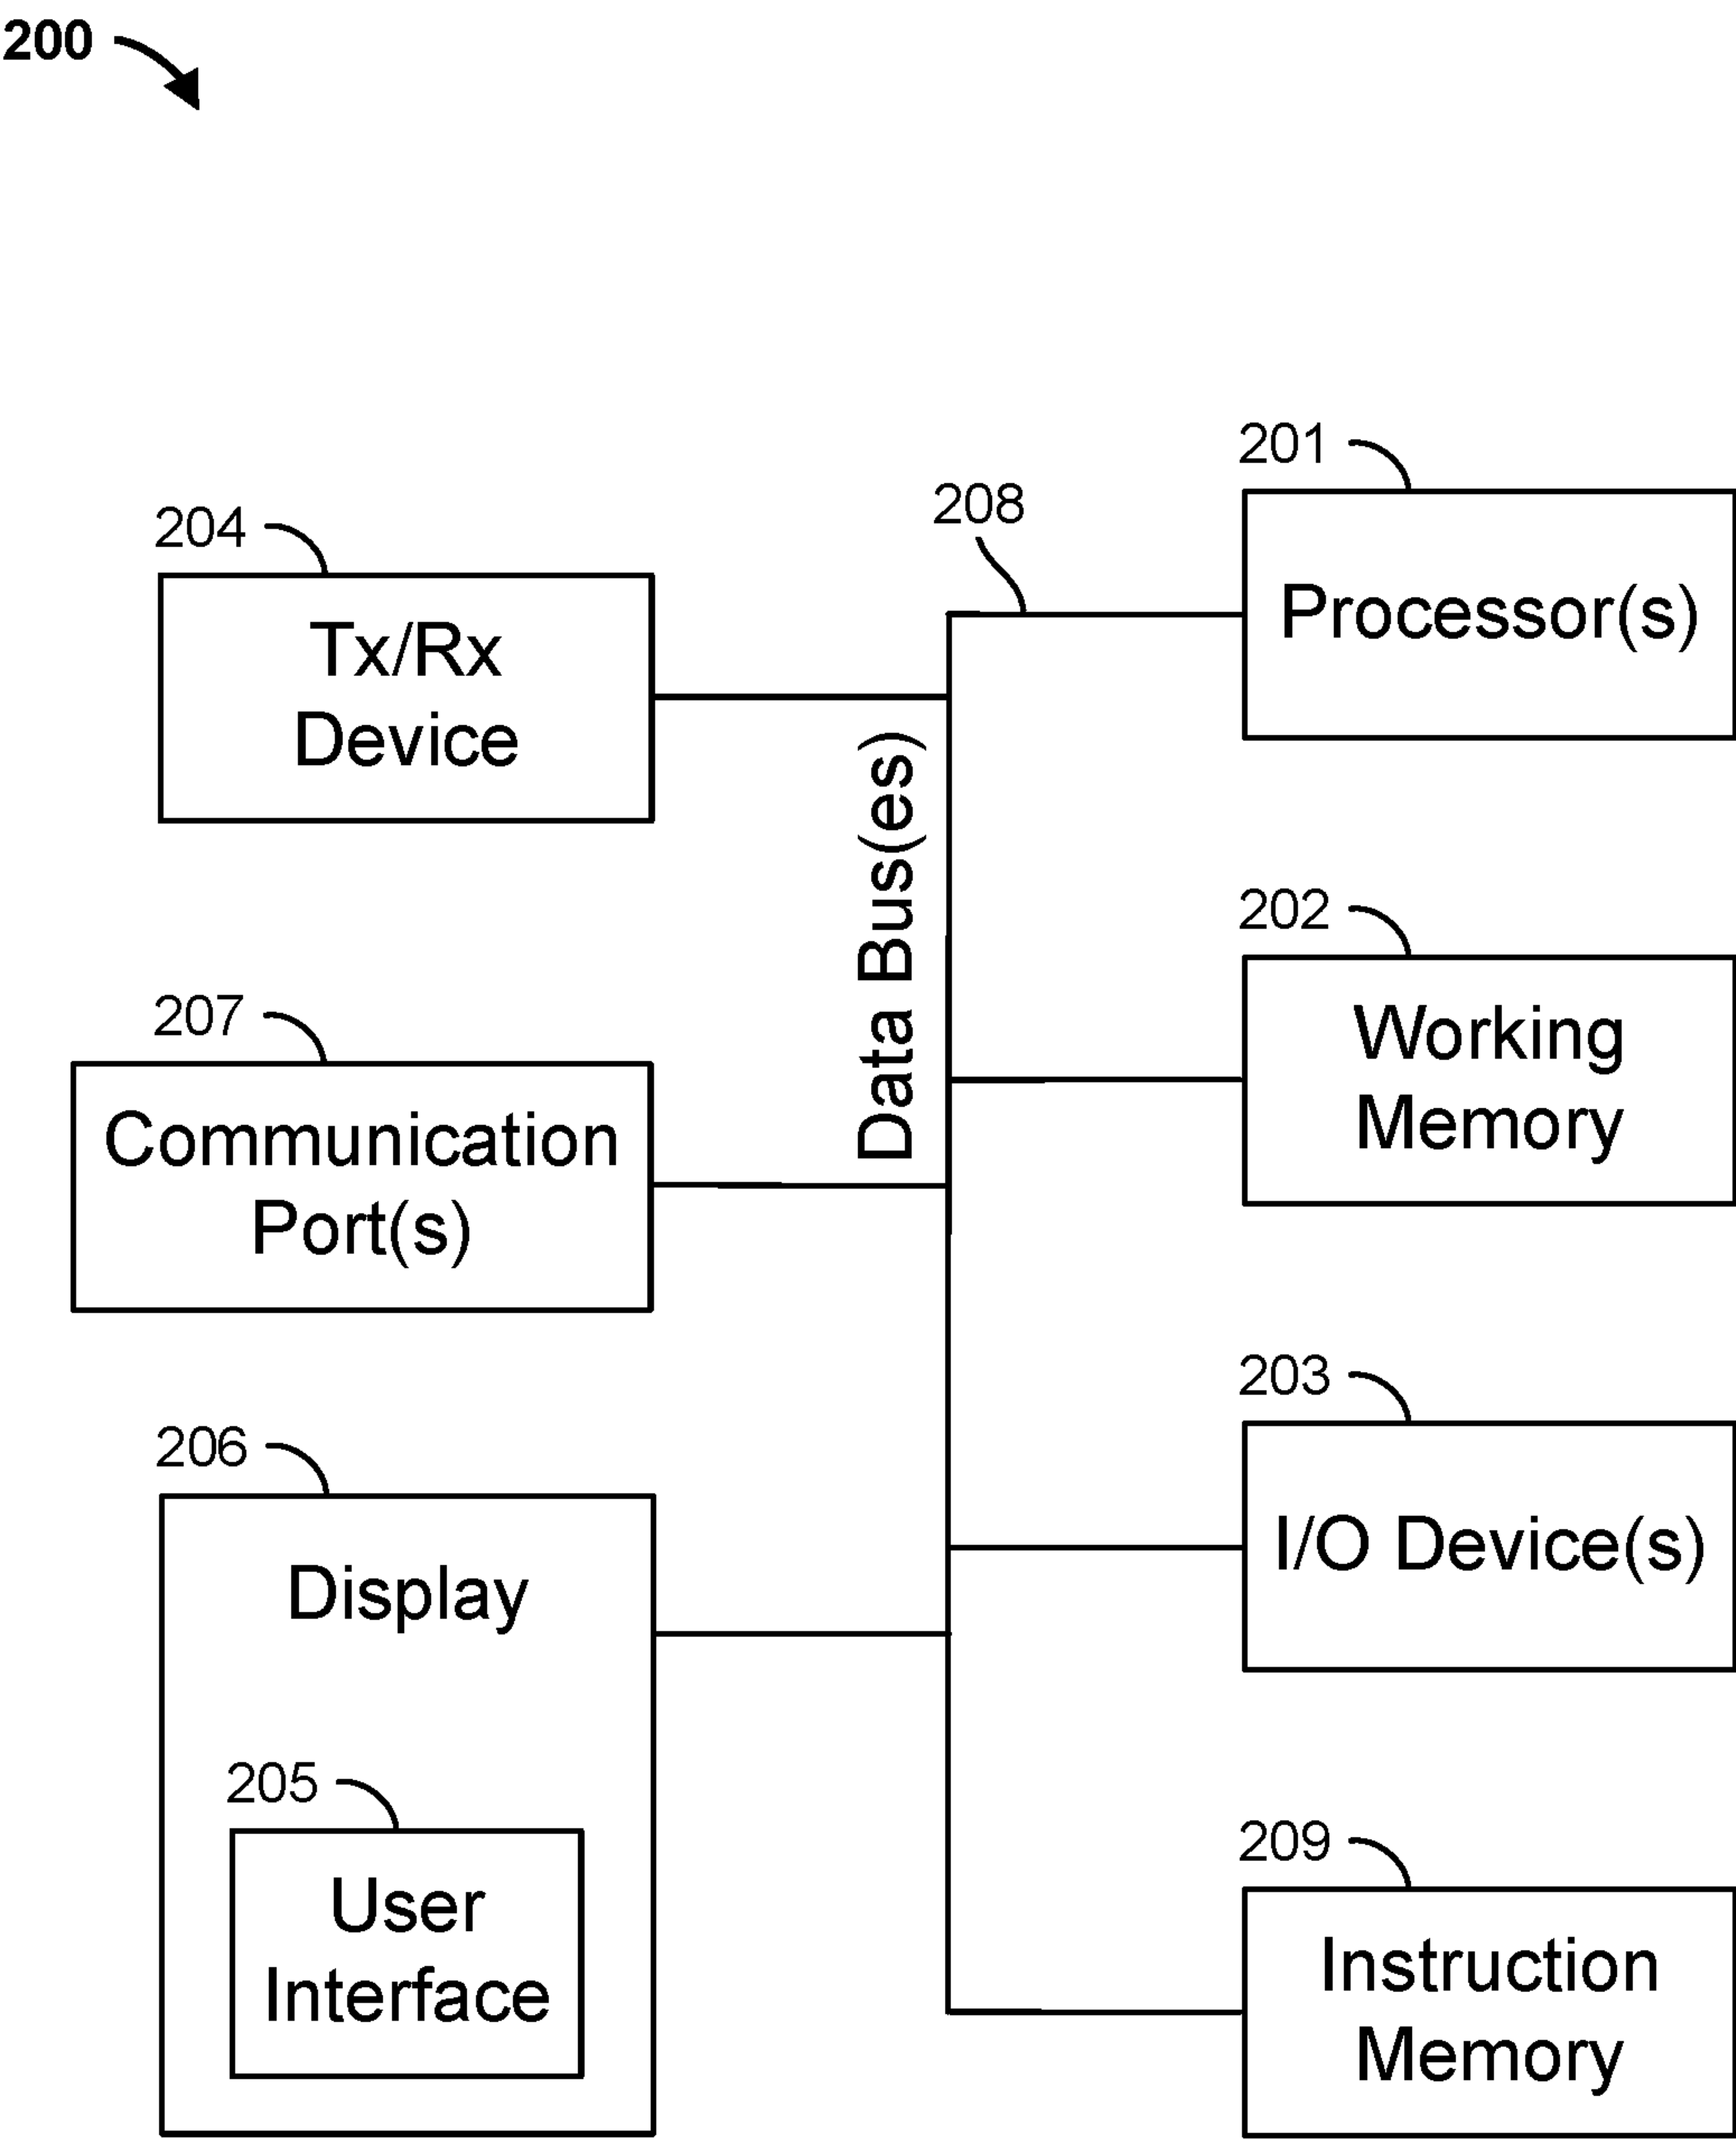 200
204
Tx/Rx
Device
207
Communication
Port(s)
206
Display
205
User
Interface
208
Data Bus(es)
201
Processor(s)
202
Working
Memory
203
I/O Device(s)
209
Instruction
Memory